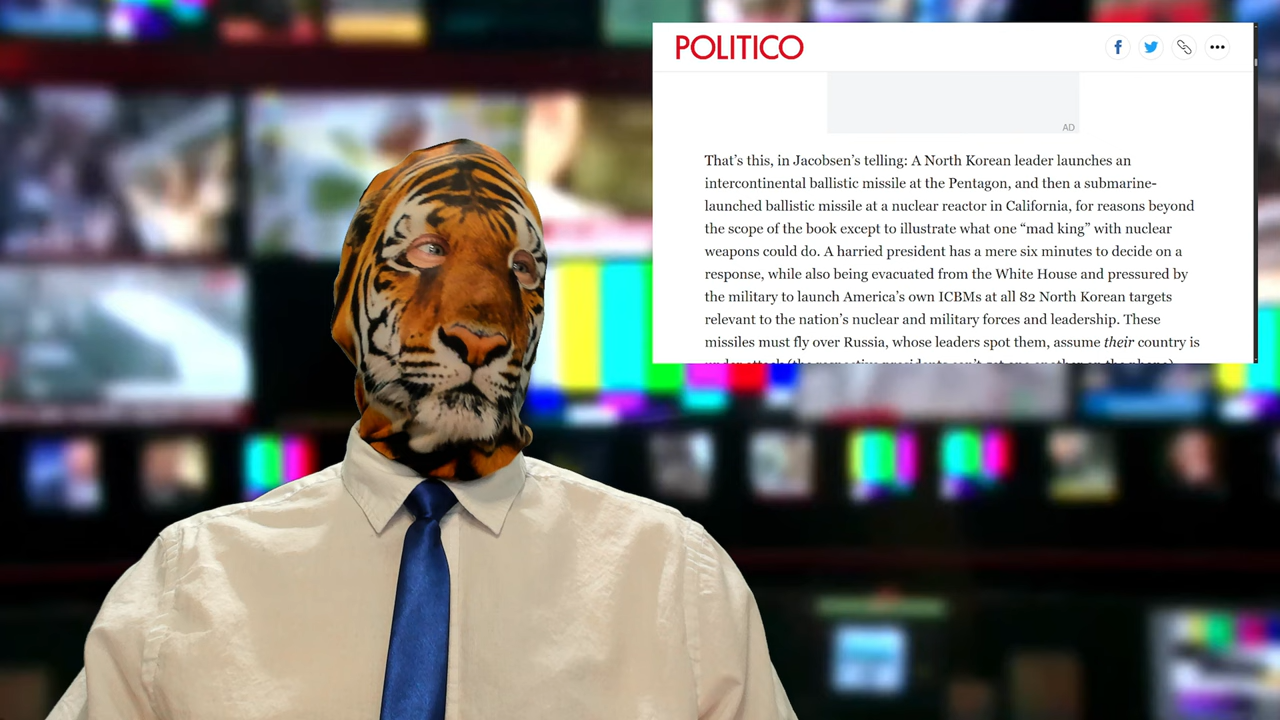 POLITICO
AD
That's this, in Jacobsen's telling: A North Korean leader launches an
intercontinental ballistic missile at the Pentagon, and then a submarine-
launched ballistic missile at a nuclear reactor in California, for reasons beyond
the scope of the book except to illustrate what one “mad king” with nuclear
weapons could do. A harried president has a mere six minutes to decide on a
response, while also being evacuated from the White House and pressured by
the military to launch America's own ICBMs at all 82 North Korean targets
relevant to the nation's nuclear and military forces and leadership. These
missiles must fly over Russia, whose leaders spot them, assume their country is